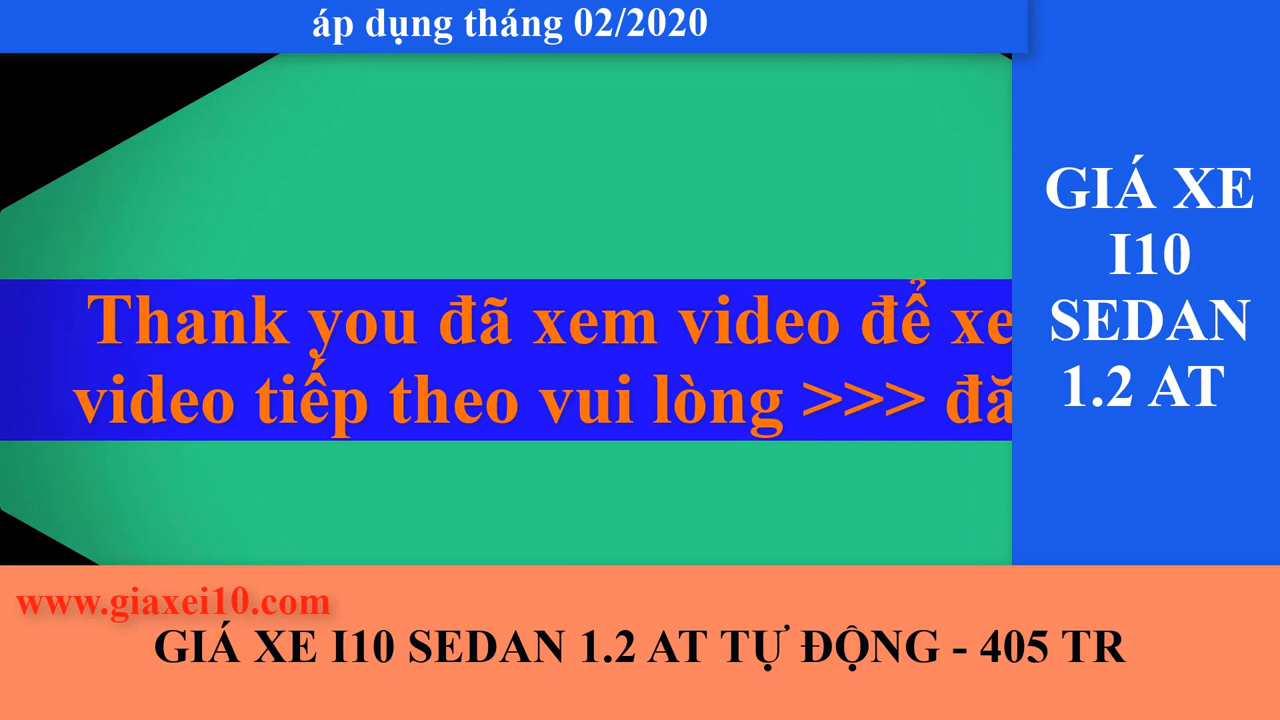 áp dụng tháng 02/2020
Thank you đã xem video để xe
video tiếp theo vui lòng >>> đă
GIÁ XE
I10
SEDAN
1.2 AT
www.giaxei10.com
GIÁ XE I10 SEDAN 1.2 AT TỰ ĐỘNG - 405 TR